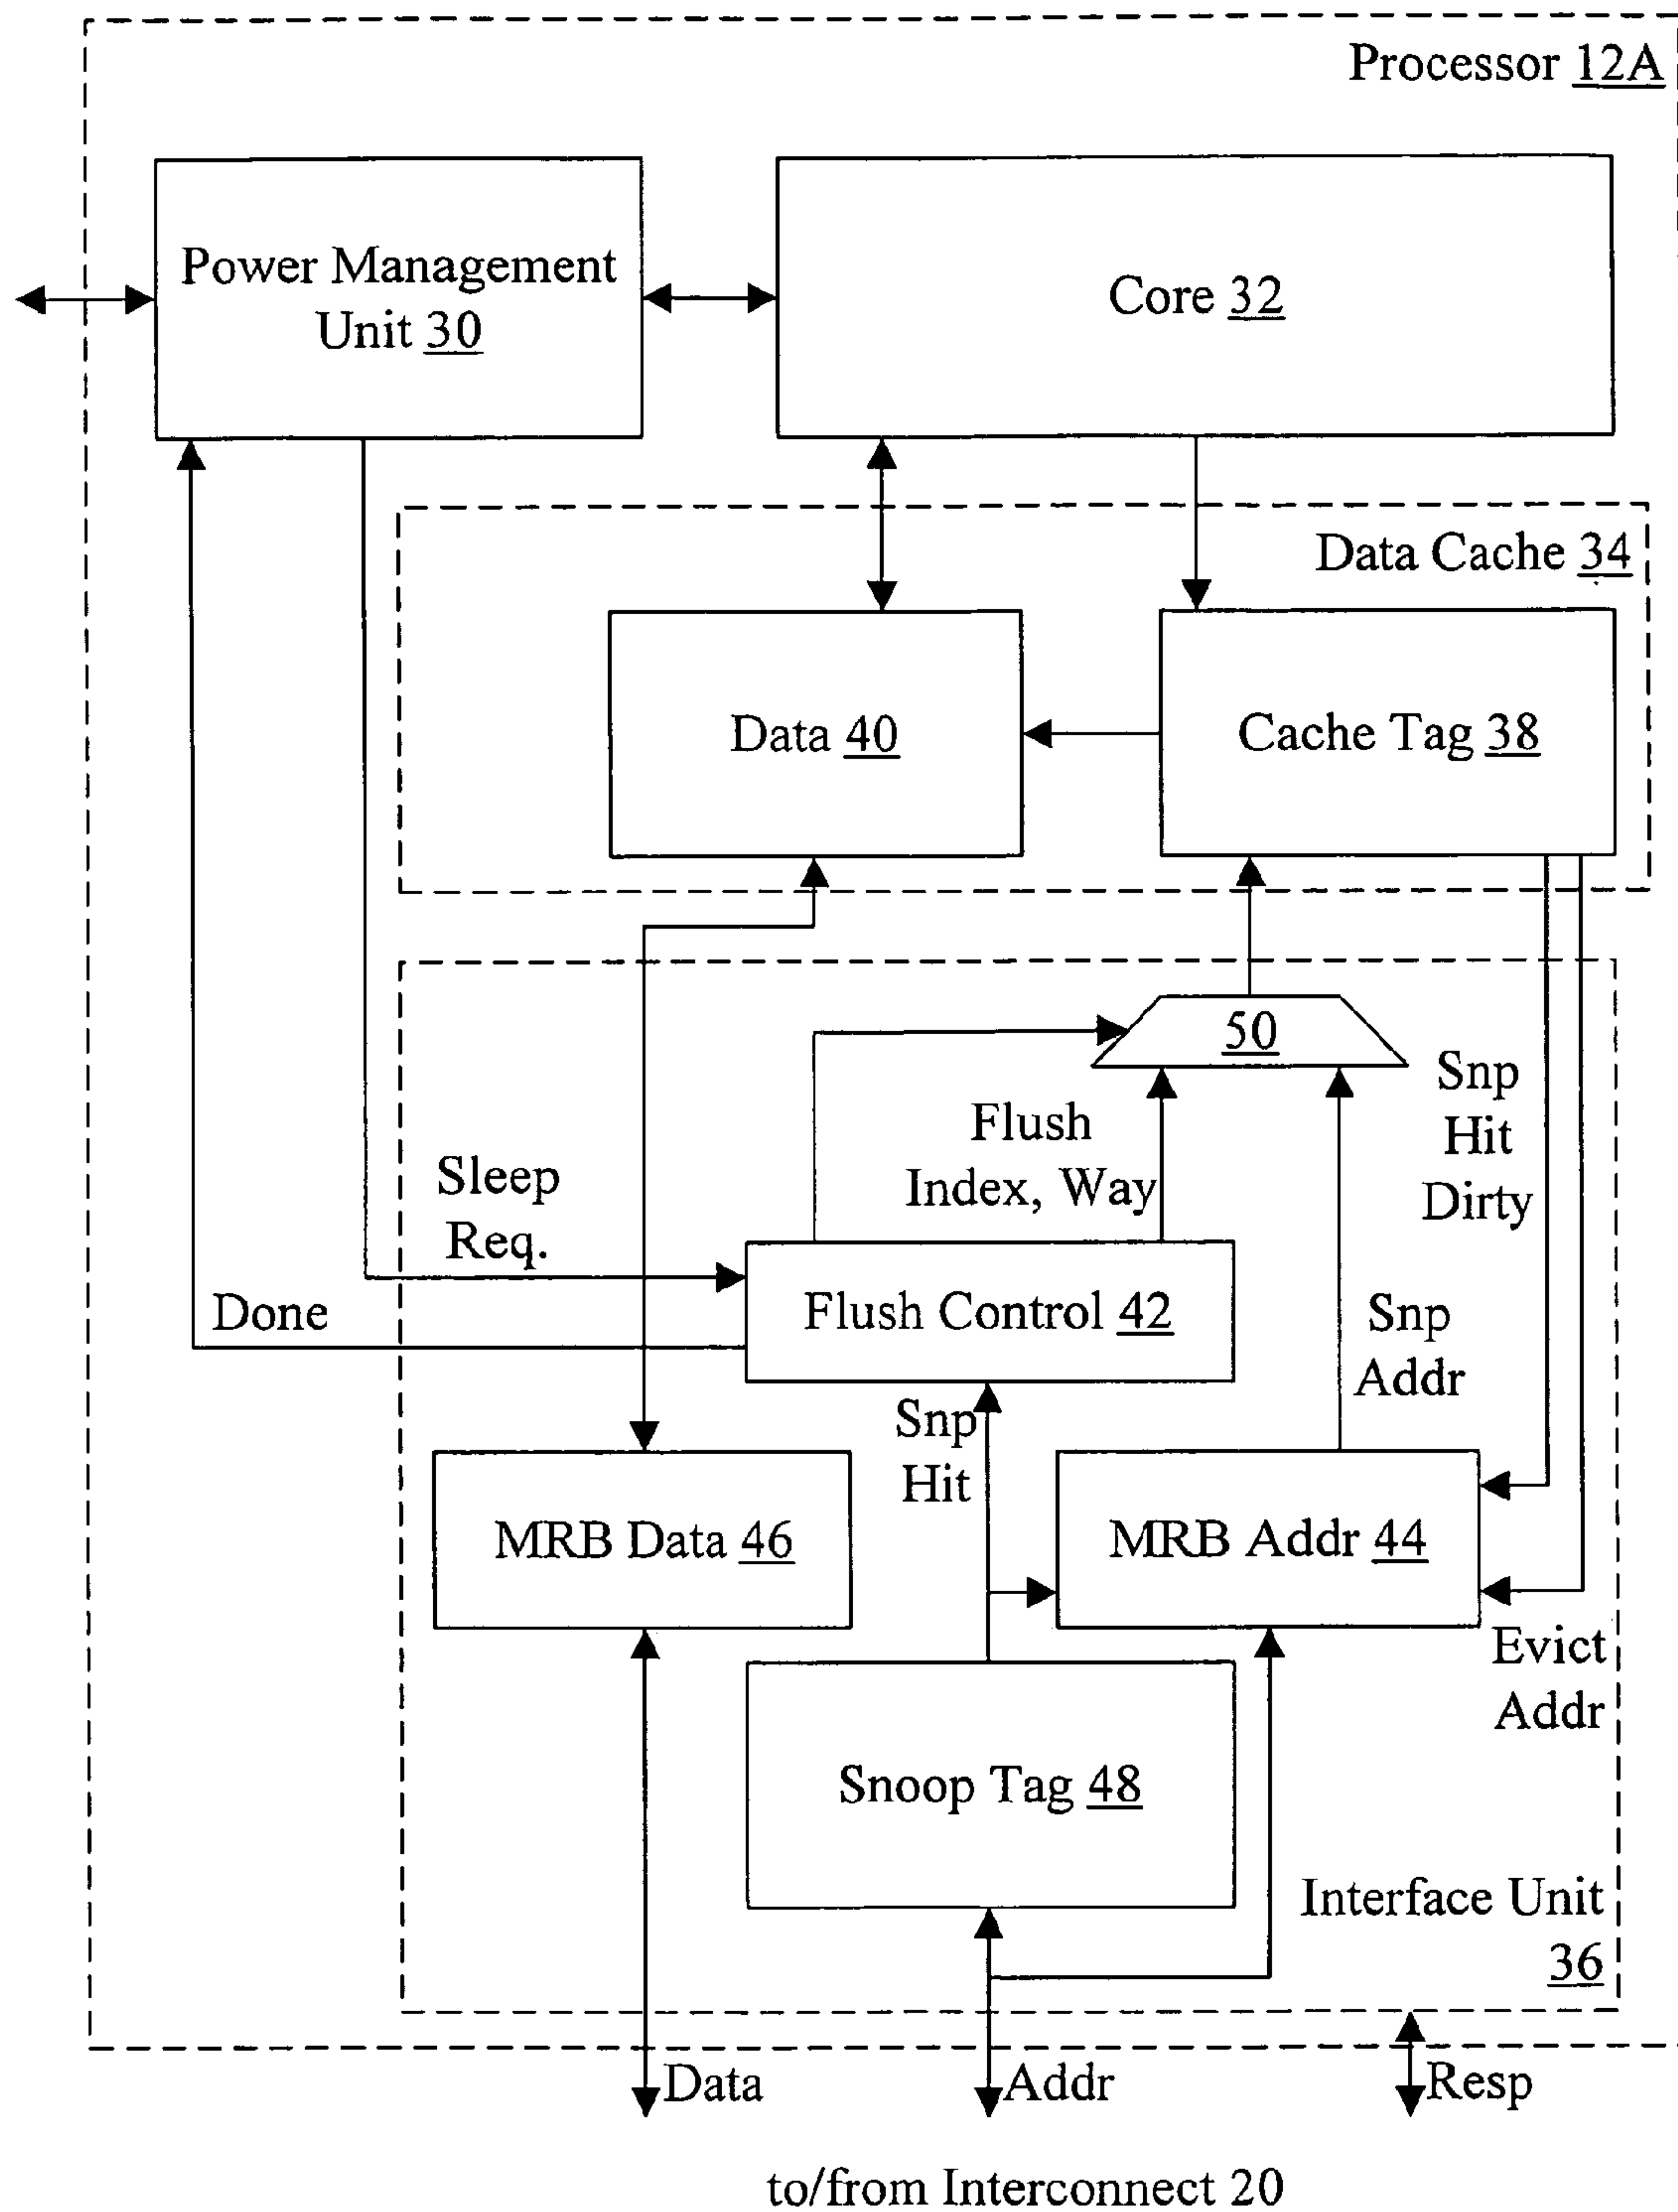 Processor 12A
Power Management
Unit 30
Core 32
Data Cache 34
Data 40
Cache Tag 38
50
Snp
Hit
Dirty
Flush
Index, Way
Sleep
Req.
Done
Flush Control 42
Snp
Addr
Snp
Hit
MRB Data 46
MRB Addr 44
Evict
Addr
Snoop Tag 48
Interface Unit
36
Data
Addr
Resp
to/from Interconnect 20